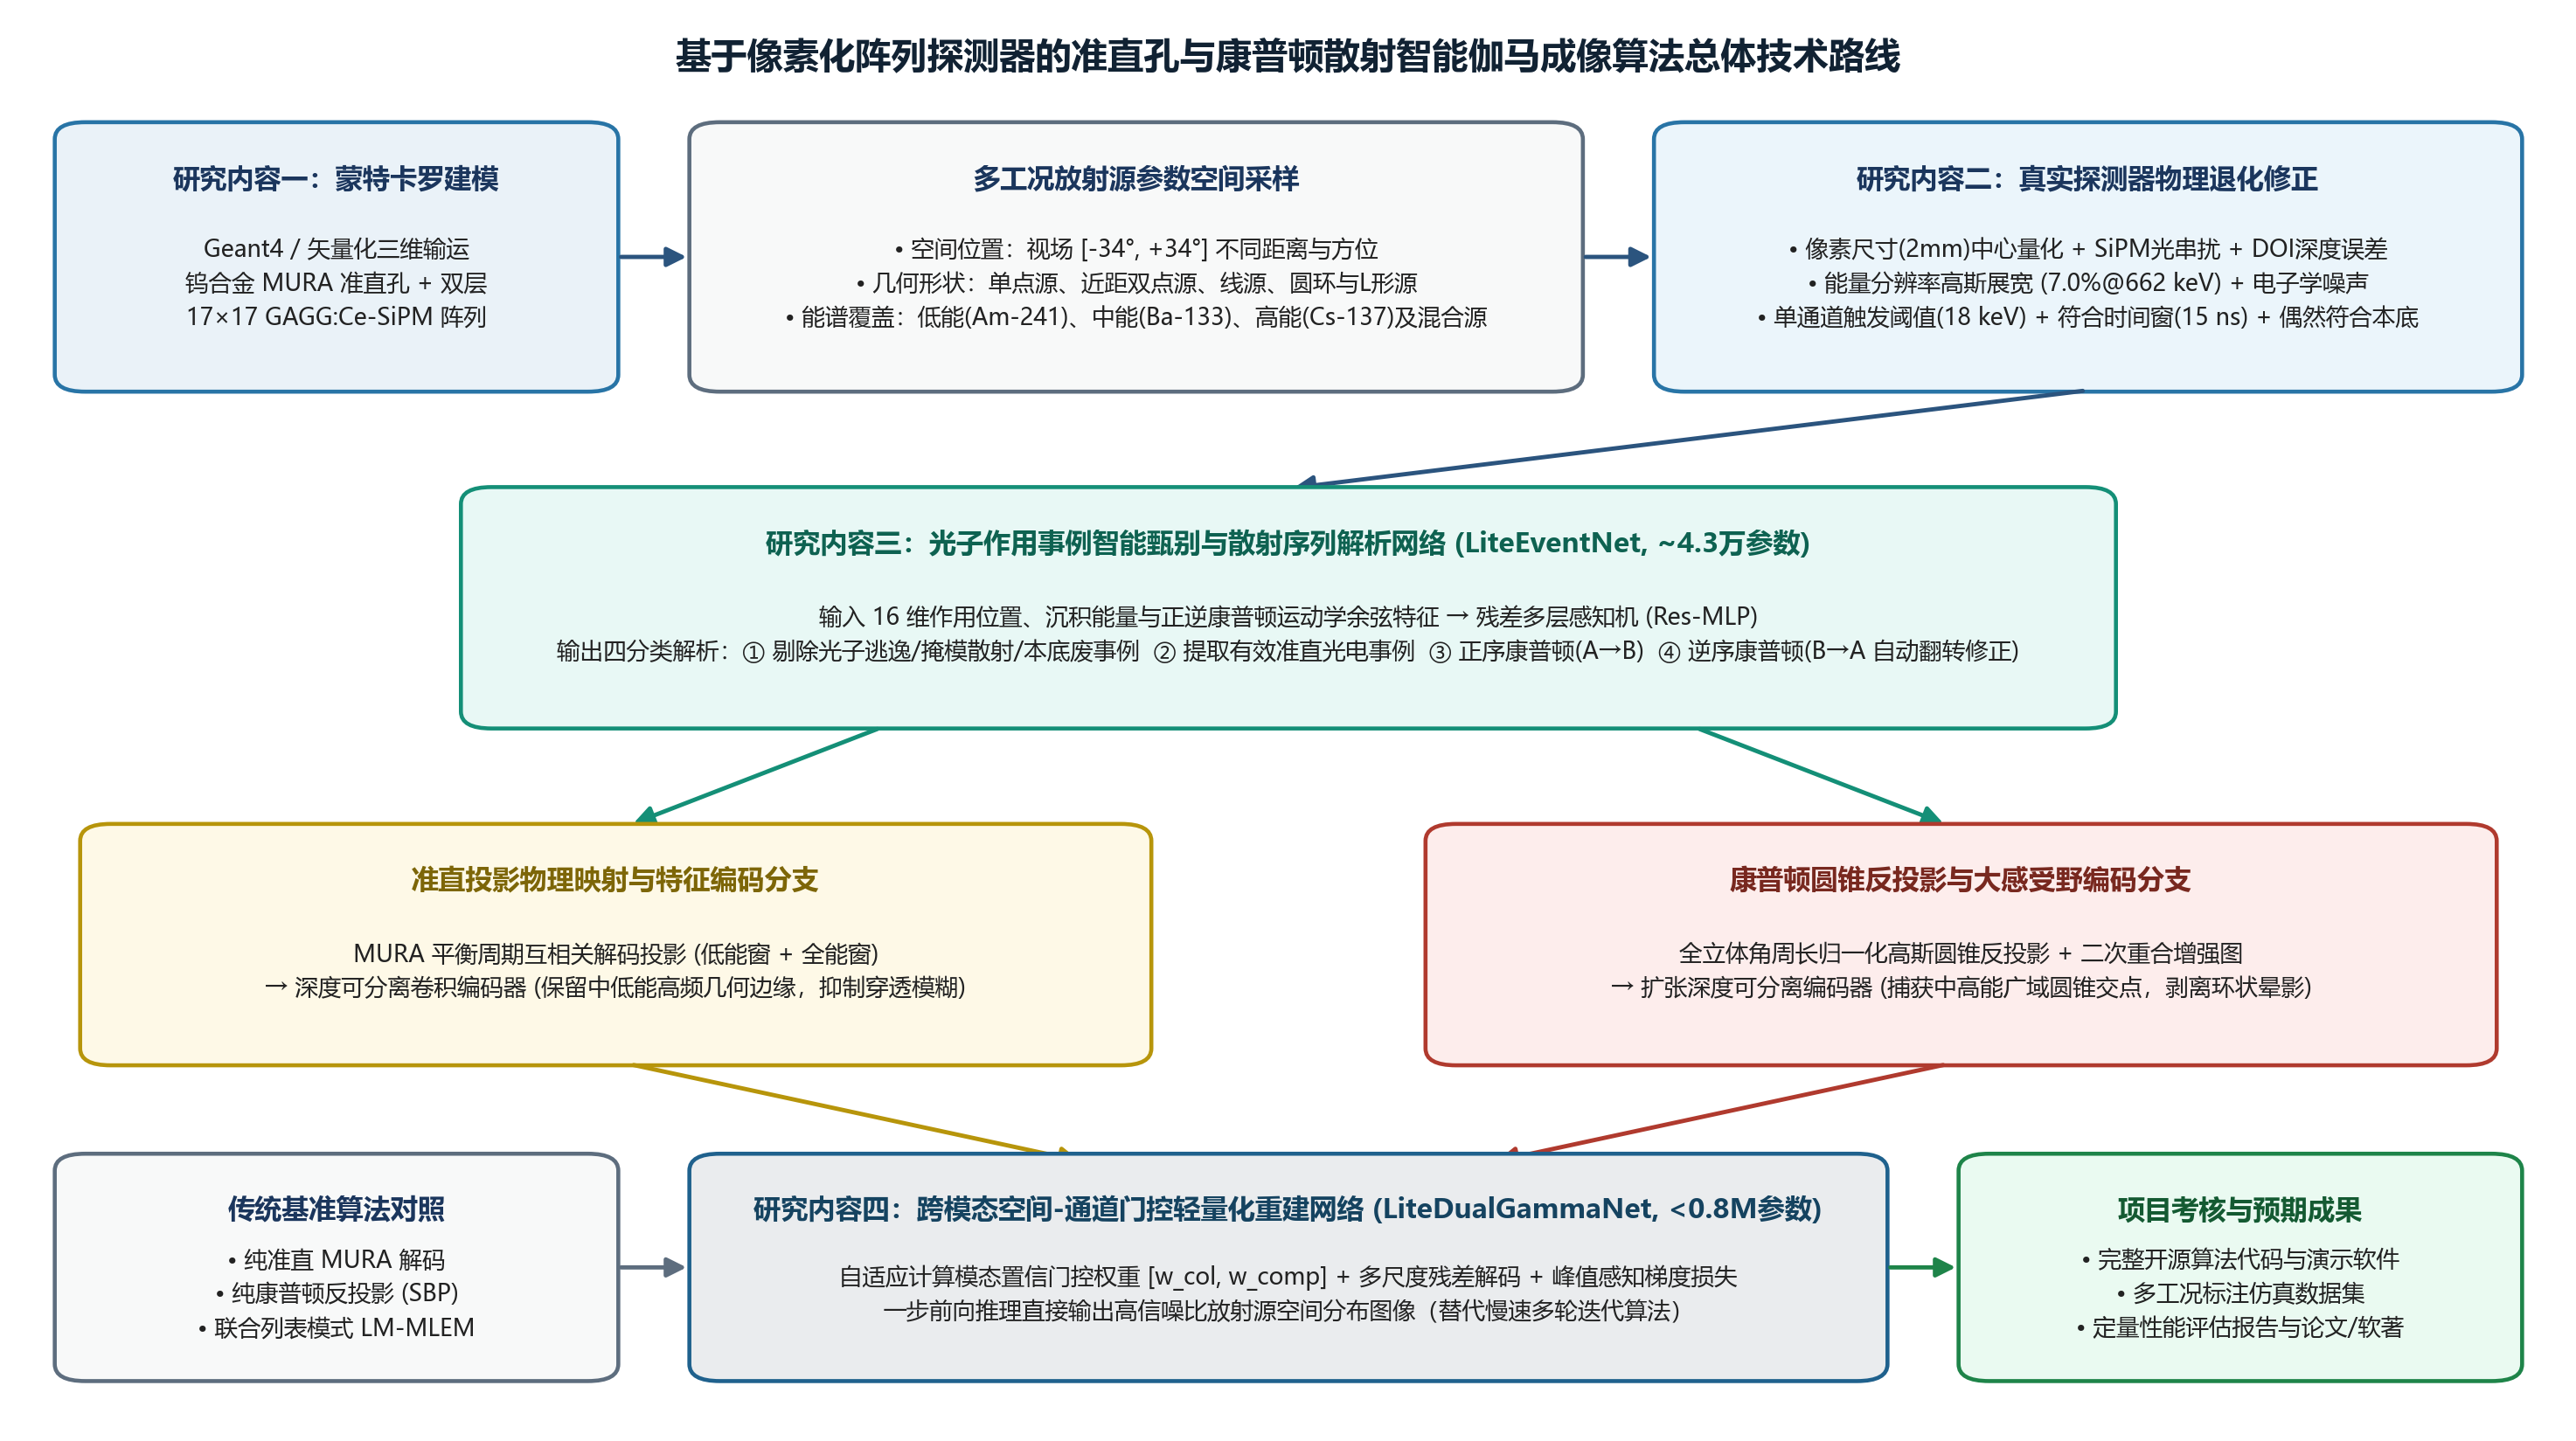 基于像素化阵列探测器的准直孔与康普顿散射智能伽马成像算法总体技术路线
研究内容一：蒙特卡罗建模
Geant4 / 矢量化三维输运
钨合金 MURA 准直孔 + 双层
17×17 GAGG:Ce-SiPM 阵列
多工况放射源参数空间采样
• 空间位置：视场 [-34°, +34°] 不同距离与方位
• 几何形状：单点源、近距双点源、线源、圆环与L形源
• 能谱覆盖：低能(Am-241)、中能(Ba-133)、高能(Cs-137)及混合源
研究内容二：真实探测器物理退化修正
• 像素尺寸(2mm)中心量化 + SiPM光串扰 + DOI深度误差
• 能量分辨率高斯展宽 (7.0%@662 keV) + 电子学噪声
• 单通道触发阈值(18 keV) + 符合时间窗(15 ns) + 偶然符合本底
研究内容三：光子作用事例智能甄别与散射序列解析网络 (LiteEventNet, ~4.3万参数)
输入 16 维作用位置、沉积能量与正逆康普顿运动学余弦特征 → 残差多层感知机 (Res-MLP)
输出四分类解析：① 剔除光子逃逸/掩模散射/本底废事例 ② 提取有效准直光电事例 ③ 正序康普顿(A→B) ④ 逆序康普顿(B→A 自动翻转修正)
准直投影物理映射与特征编码分支
MURA 平衡周期互相关解码投影 (低能窗 + 全能窗)
→ 深度可分离卷积编码器 (保留中低能高频几何边缘，抑制穿透模糊)
康普顿圆锥反投影与大感受野编码分支
全立体角周长归一化高斯圆锥反投影 + 二次重合增强图
→ 扩张深度可分离编码器 (捕获中高能广域圆锥交点，剥离环状晕影)
传统基准算法对照
• 纯准直 MURA 解码
• 纯康普顿反投影 (SBP)
• 联合列表模式 LM-MLEM
研究内容四：跨模态空间-通道门控轻量化重建网络 (LiteDualGammaNet, <0.8M参数)
自适应计算模态置信门控权重 [w_col, w_comp] + 多尺度残差解码 + 峰值感知梯度损失
一步前向推理直接输出高信噪比放射源空间分布图像（替代慢速多轮迭代算法）
项目考核与预期成果
• 完整开源算法代码与演示软件
• 多工况标注仿真数据集
• 定量性能评估报告与论文/软著